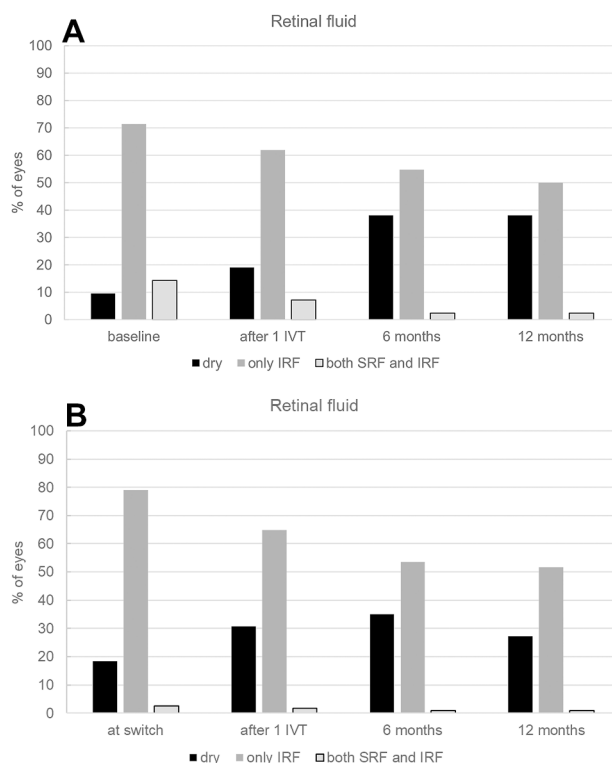 A
Retinal fluid
100
90
80
70
60
50
40
30
20
10
0
% of eyes
baseline
after 1 IVT
6 months
12 months
dry
only IRF
both SRF and IRF
B
Retinal fluid
100
90
80
70
60
50
40
30
20
10
0
% of eyes
at switch
after 1 IVT
6 months
12 months
dry
only IRF
both SRF and IRF